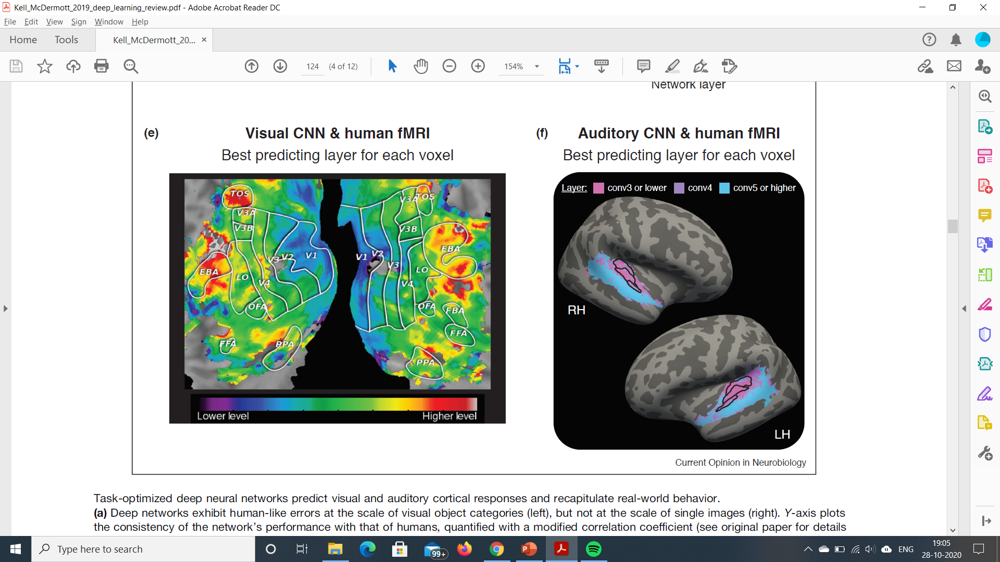 Kell_McDermott_2019_deep_learning_review.pdf - Adobe Acrobat Reader DC
File Edit View Sign Window Help
Home Tools Kell_McDermott_20... ×
124 (4 of 12) 154%
Network layer
(e) Visual CNN & human fMRI
Best predicting layer for each voxel
TOS
V3A
V3B
V3 V2 V1
EBA
LO
V4
OFA
FFA
PPA
V3A TOS
V3B
EBA
V1 V2
V3
LO
V4
OFA
FBA
FFA
PPA
Lower level Higher level
(f) Auditory CNN & human fMRI
Best predicting layer for each voxel
Layer: conv3 or lower conv4 conv5 or higher
RH
LH
Current Opinion in Neurobiology
Task-optimized deep neural networks predict visual and auditory cortical responses and recapitulate real-world behavior.
(a) Deep networks exhibit human-like errors at the scale of visual object categories (left), but not at the scale of single images (right). Y-axis plots
the consistency of the network's performance with that of humans, quantified with a modified correlation coefficient (see original paper for details
Type here to search
99+
ENG
19:05
28-10-2020